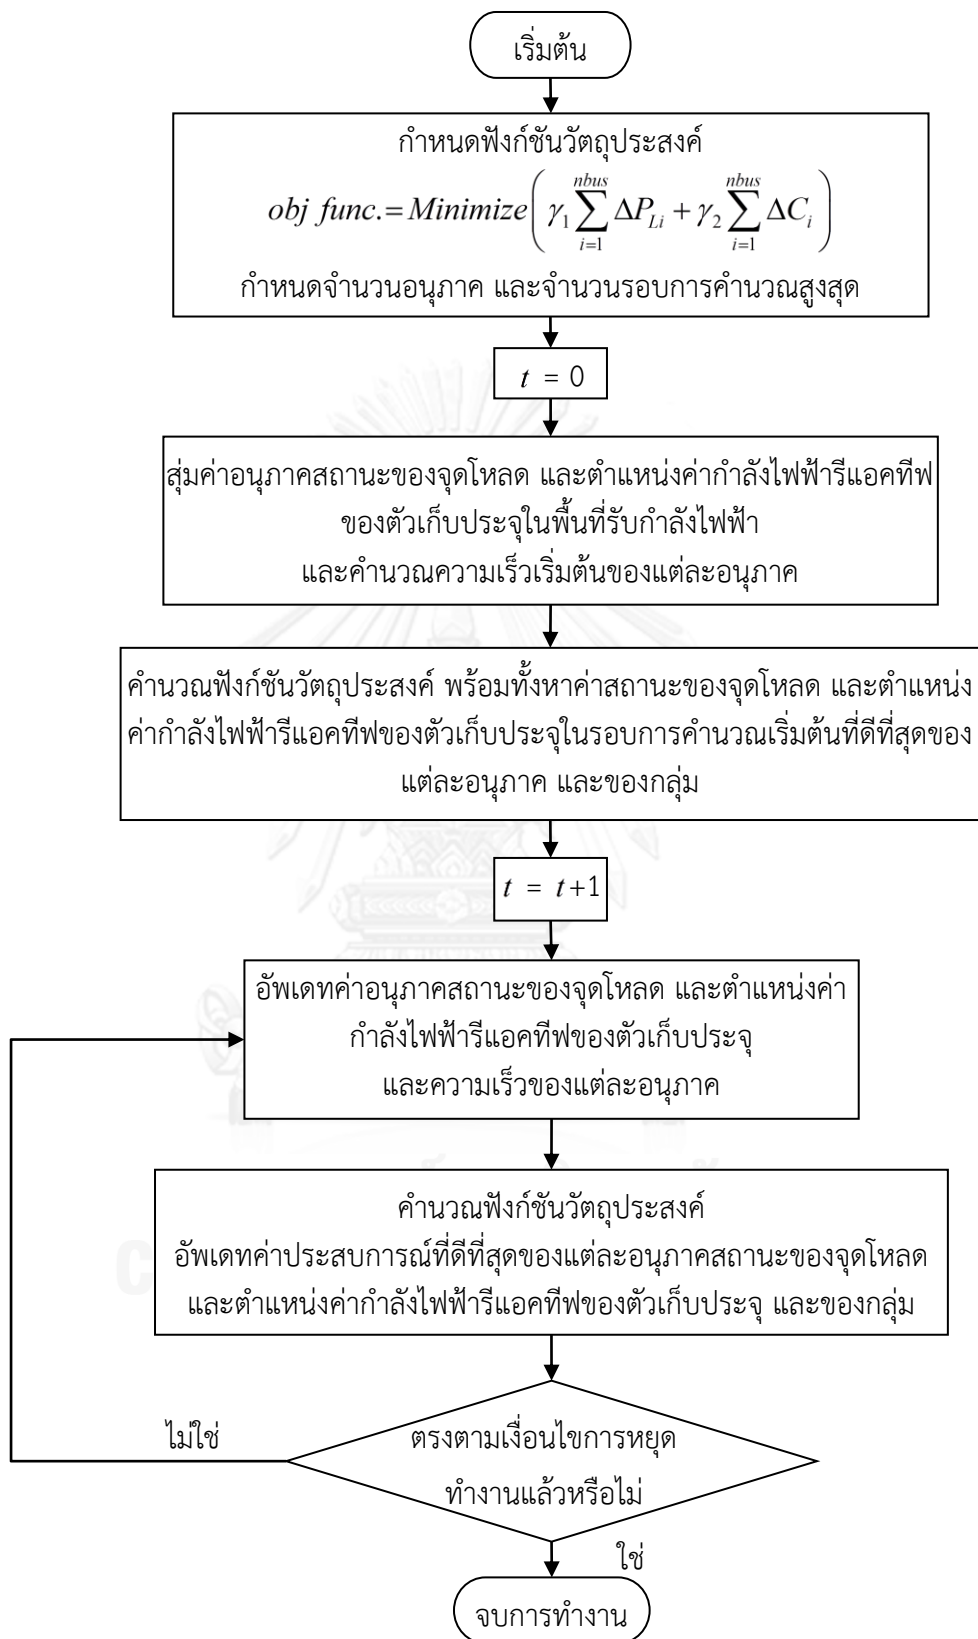 เริ่มต้น
กำหนดฟังก์ชันวัตถุประสงค์
obj func.= Minimize ( γ₁ ∑_{i=1}^{nbus} ΔP_{Li} + γ₂ ∑_{i=1}^{nbus} ΔC_i )
กำหนดจำนวนอนุภาค และจำนวนรอบการคำนวณสูงสุด
t = 0
สุ่มค่าอนุภาคสถานะของจุดโหลด และตำแหน่งค่ากำลังไฟฟ้ารีแอคทีฟ
ของตัวเก็บประจุในพื้นที่รับกำลังไฟฟ้า
และคำนวณความเร็วเริ่มต้นของแต่ละอนุภาค
คำนวณฟังก์ชันวัตถุประสงค์ พร้อมทั้งหาค่าสถานะของจุดโหลด และตำแหน่ง
ค่ากำลังไฟฟ้ารีแอคทีฟของตัวเก็บประจุในรอบการคำนวณเริ่มต้นที่ดีที่สุดของ
แต่ละอนุภาค และของกลุ่ม
t = t+1
อัพเดทค่าอนุภาคสถานะของจุดโหลด และตำแหน่งค่า
กำลังไฟฟ้ารีแอคทีฟของตัวเก็บประจุ
และความเร็วของแต่ละอนุภาค
คำนวณฟังก์ชันวัตถุประสงค์
อัพเดทค่าประสบการณ์ที่ดีที่สุดของแต่ละอนุภาคสถานะของจุดโหลด
และตำแหน่งค่ากำลังไฟฟ้ารีแอคทีฟของตัวเก็บประจุ และของกลุ่ม
ไม่ใช่
ตรงตามเงื่อนไขการหยุด
ทำงานแล้วหรือไม่
ใช่
จบการทำงาน